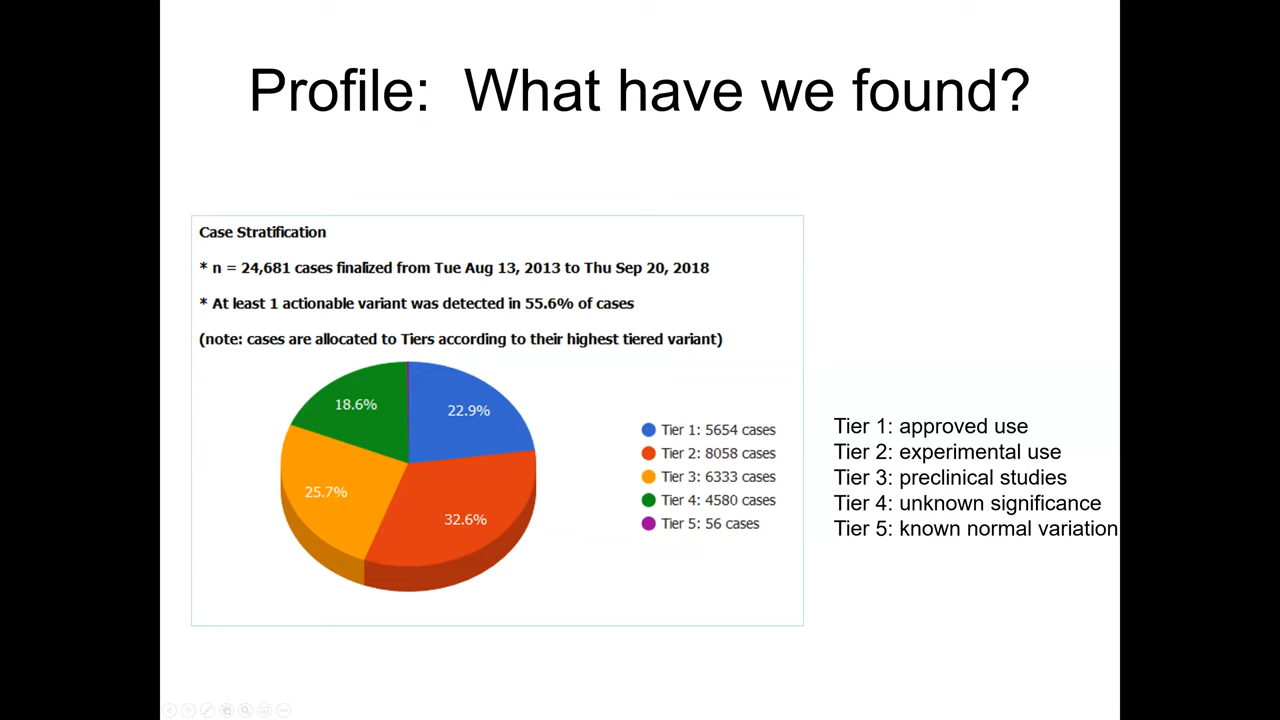 Profile:  What have we found?
Case Stratification
* n = 24,681 cases finalized from Tue Aug 13, 2013 to Thu Sep 20, 2018
* At least 1 actionable variant was detected in 55.6% of cases
(note: cases are allocated to Tiers according to their highest tiered variant)
18.6%
22.9%
25.7%
32.6%
Tier 1: 5654 cases
Tier 2: 8058 cases
Tier 3: 6333 cases
Tier 4: 4580 cases
Tier 5: 56 cases
Tier 1: approved use
Tier 2: experimental use
Tier 3: preclinical studies
Tier 4: unknown significance
Tier 5: known normal variation